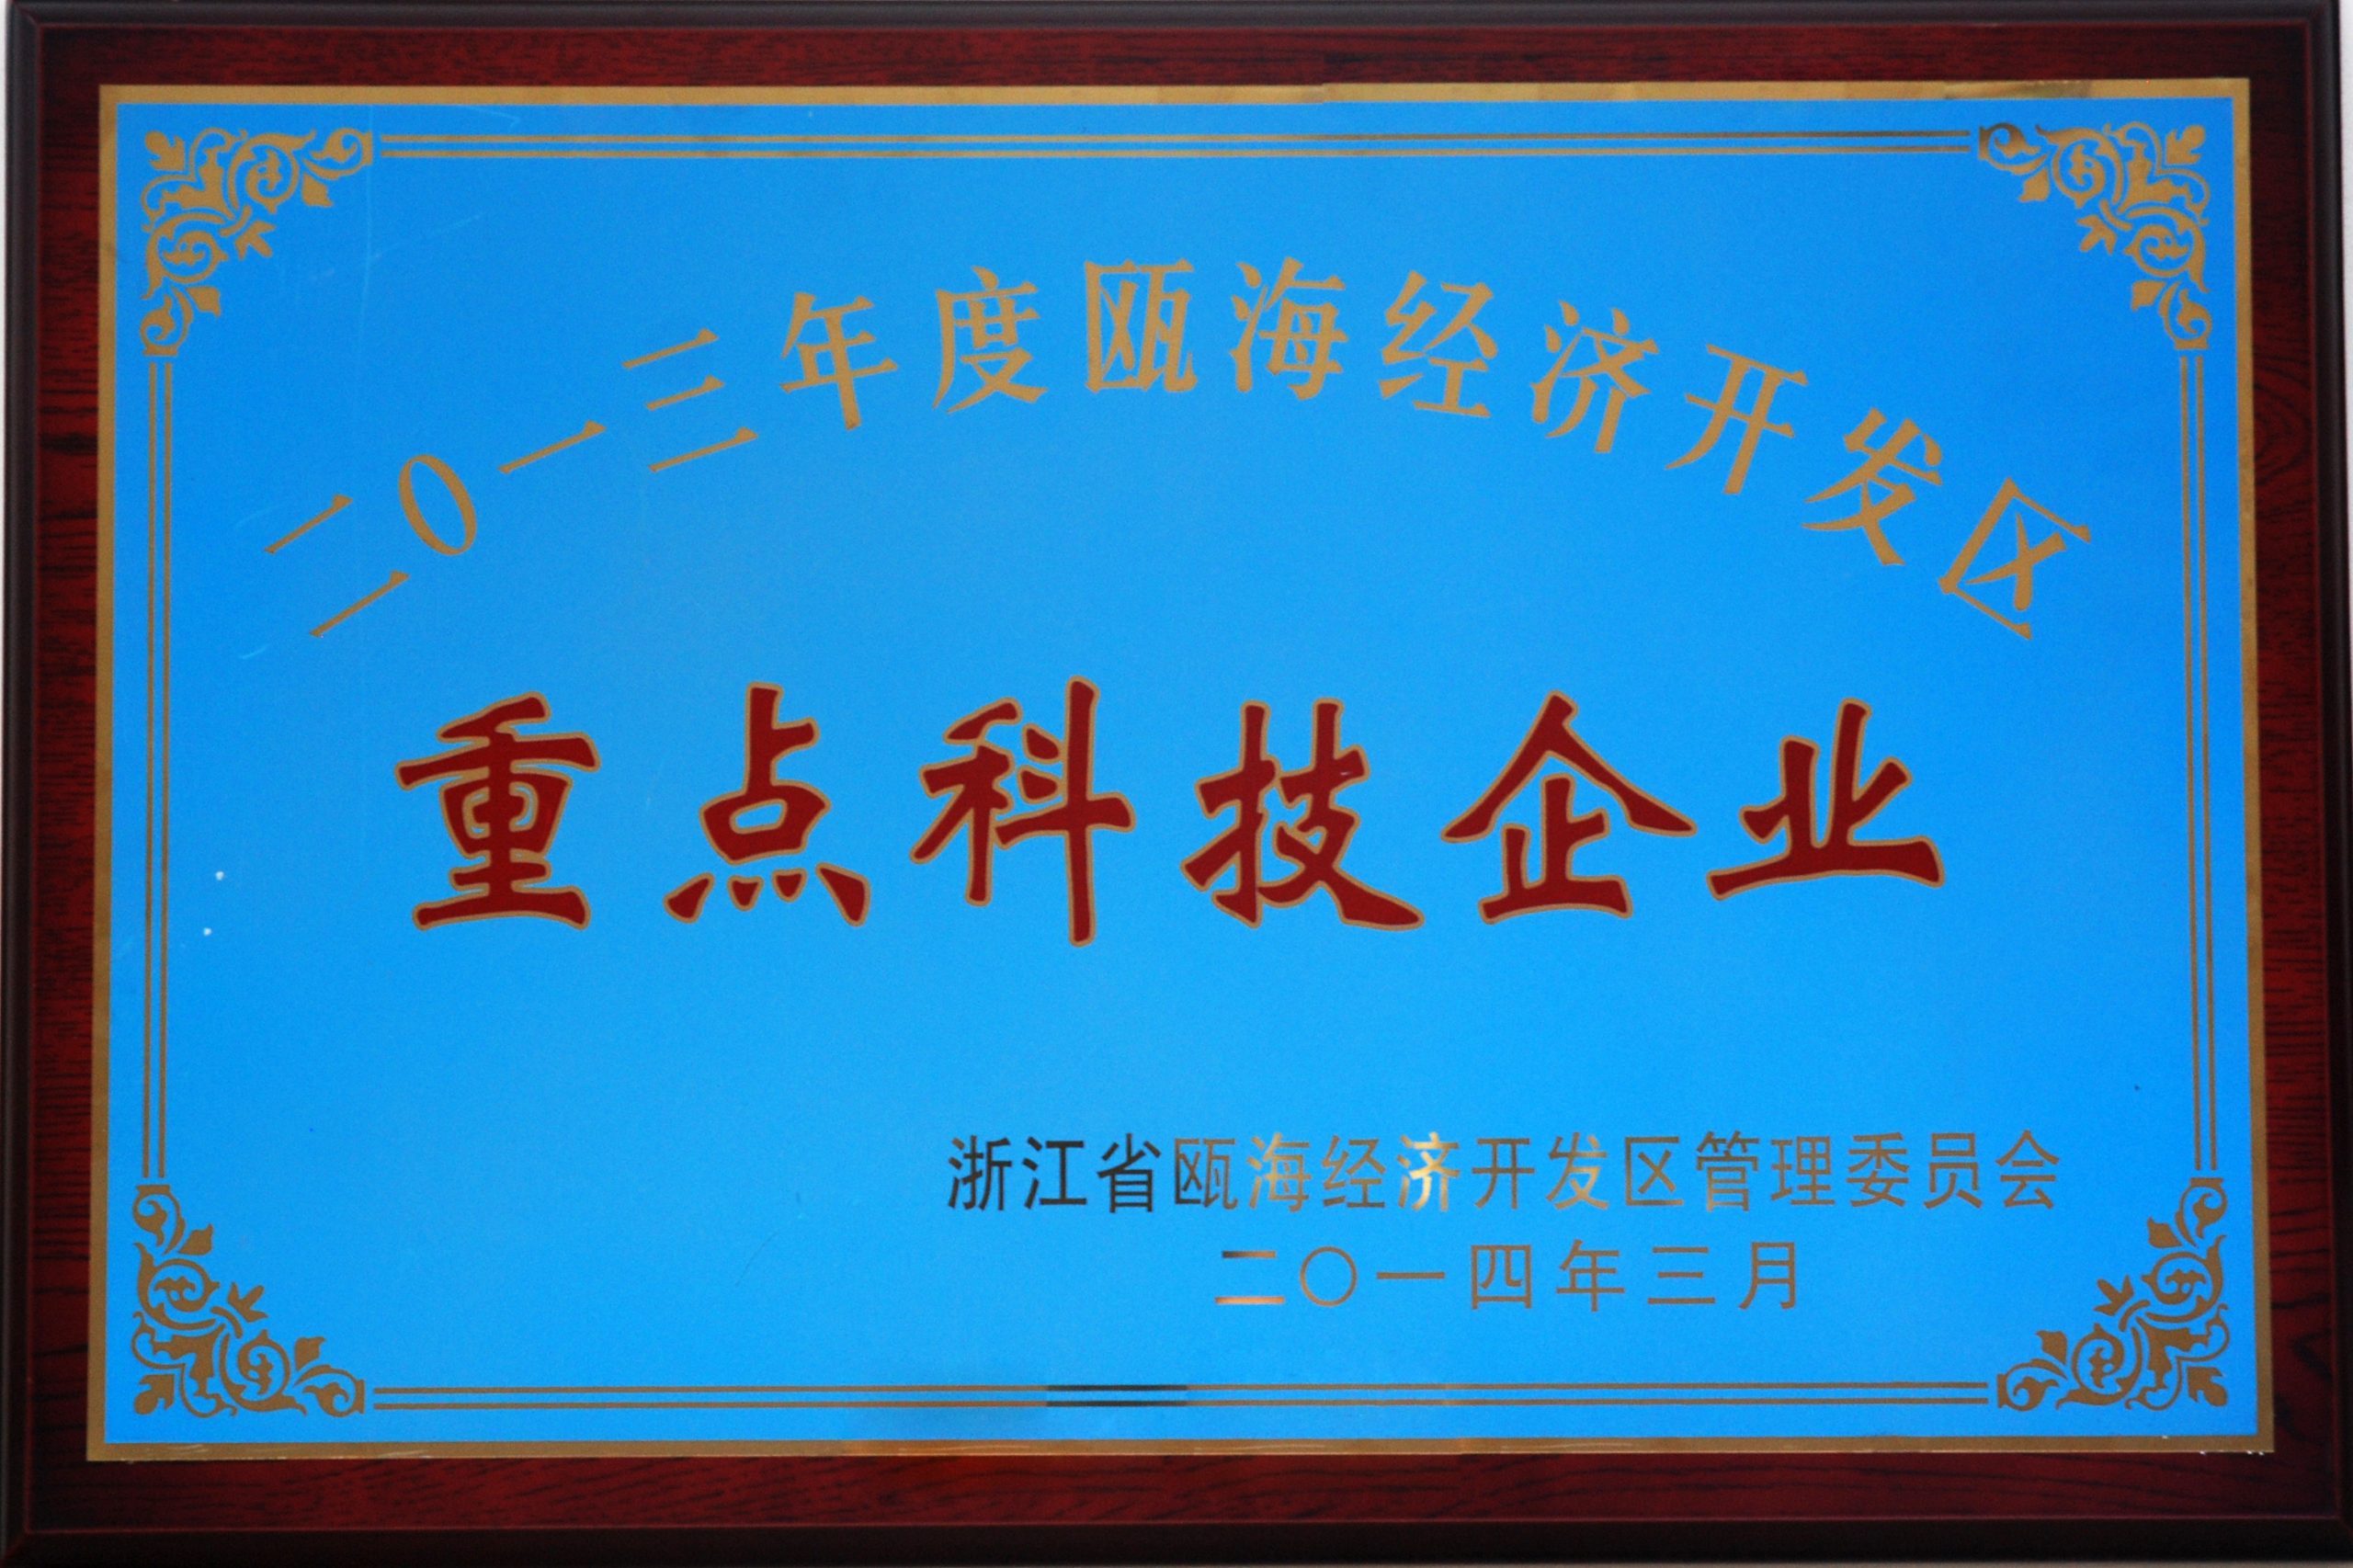 二0一三年度瓯海经济开发区
重点科技企业
浙江省瓯海经济开发区管理委员会
二〇一四年三月